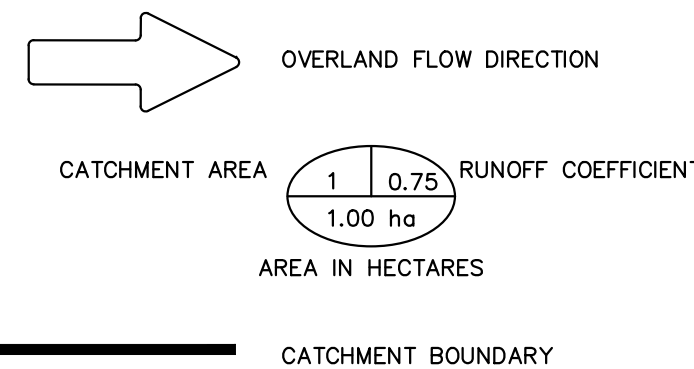 OVERLAND FLOW DIRECTION
CATCHMENT AREA
1
0.75
RUNOFF COEFFICIENT
1.00 ha
AREA IN HECTARES
CATCHMENT BOUNDARY